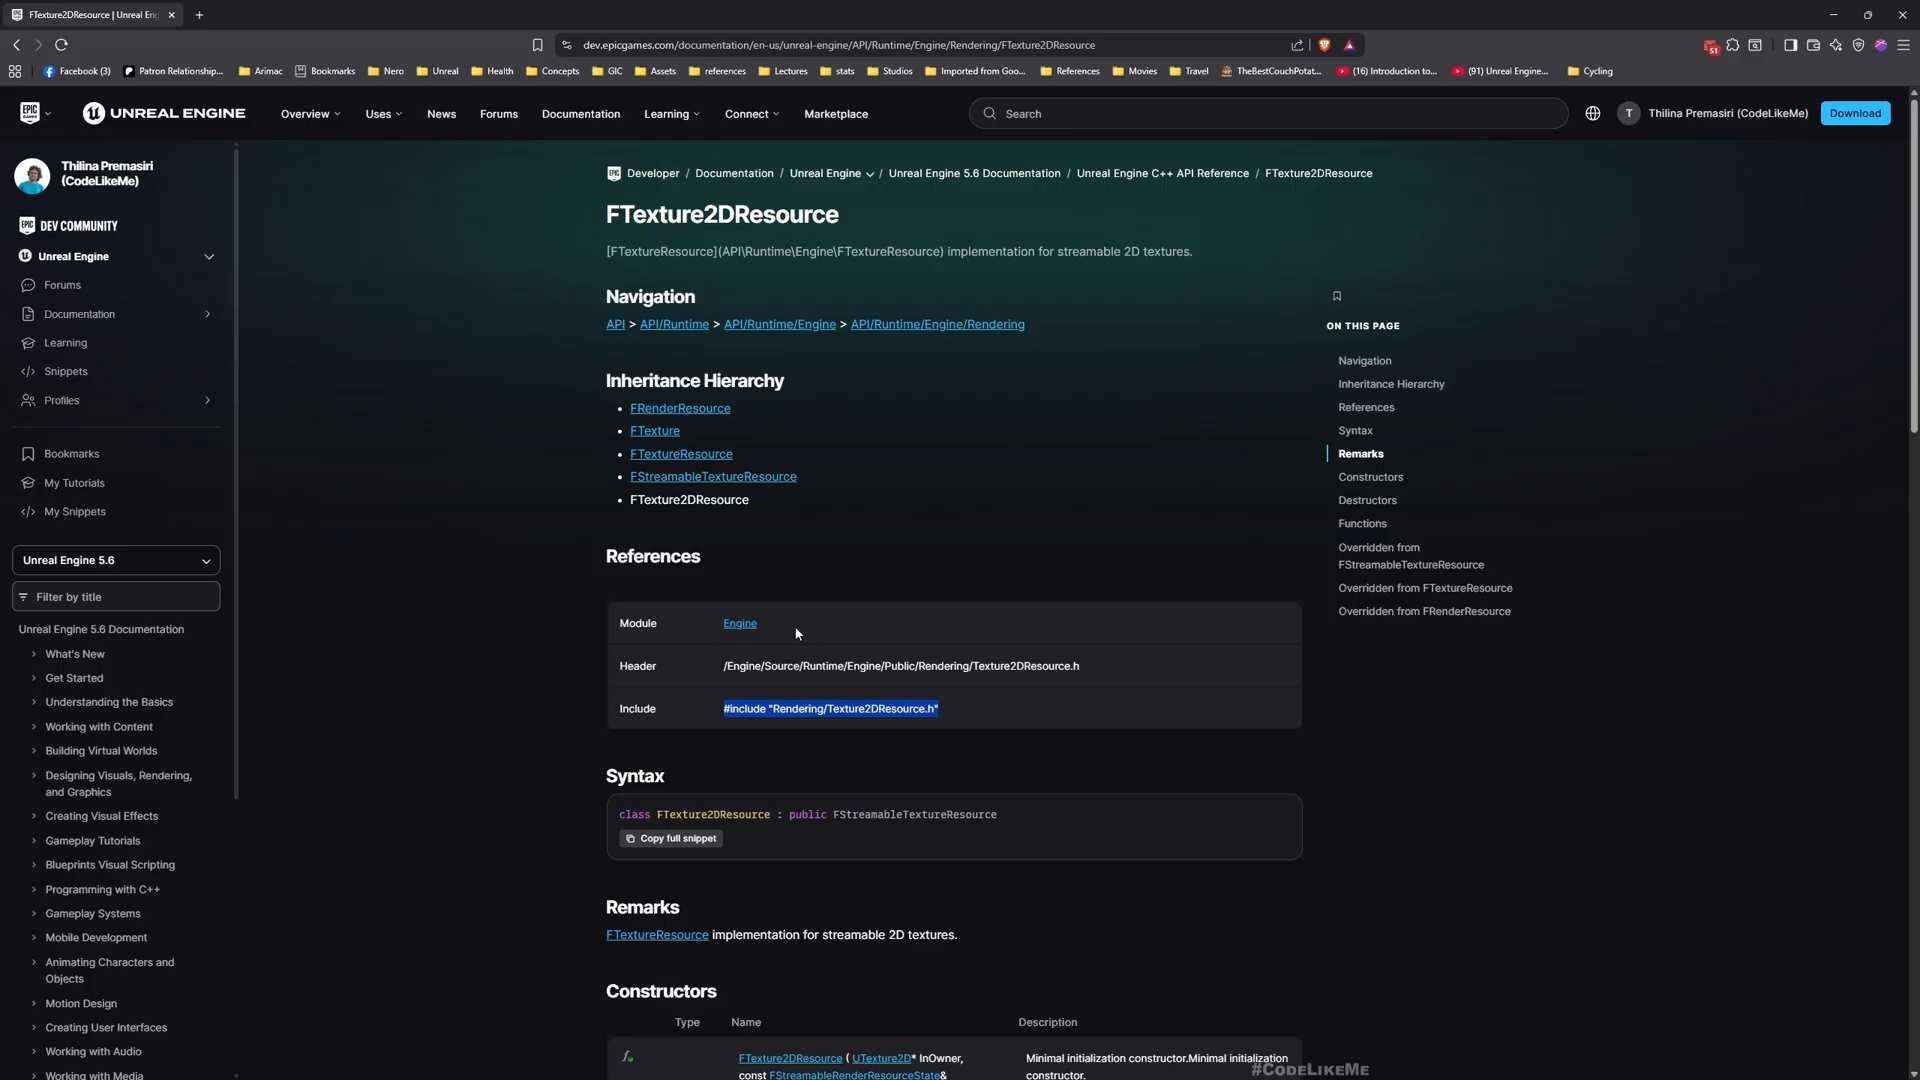 FTexture2DResource | Unreal Eng
dev.epicgames.com/documentation/en-us/unreal-engine/API/Runtime/Engine/Rendering/FTexture2DResource
51
Facebook (3)
Patron Relationship...
Arimac
Bookmarks
Nero
Unreal
Health
Concepts
GIC
Assets
references
Lectures
stats
Studios
Imported from Goo...
References
Movies
Travel
TheBestCouchPotat...
(16) Introduction to...
(91) Unreal Engine...
Cycling
EPIC GAMES
UNREAL ENGINE
Overview
Uses
News
Forums
Documentation
Learning
Connect
Marketplace
Search
T
Thilina Premasiri (CodeLikeMe)
Download
Thilina Premasiri
(CodeLikeMe)
EPIC DEV COMMUNITY
Unreal Engine
Forums
Documentation
Learning
Snippets
Profiles
Bookmarks
My Tutorials
My Snippets
Unreal Engine 5.6
Filter by title
Unreal Engine 5.6 Documentation
What's New
Get Started
Understanding the Basics
Working with Content
Building Virtual Worlds
Designing Visuals, Rendering,
and Graphics
Creating Visual Effects
Gameplay Tutorials
Blueprints Visual Scripting
Programming with C++
Gameplay Systems
Mobile Development
Animating Characters and
Objects
Motion Design
Creating User Interfaces
Working with Audio
Working with Media
EPIC Developer / Documentation / Unreal Engine / Unreal Engine 5.6 Documentation / Unreal Engine C++ API Reference / FTexture2DResource
FTexture2DResource
[FTextureResource](API\Runtime\Engine\FTextureResource) implementation for streamable 2D textures.
Navigation
API > API/Runtime > API/Runtime/Engine > API/Runtime/Engine/Rendering
Inheritance Hierarchy
FRenderResource
FTexture
FTextureResource
FStreamableTextureResource
FTexture2DResource
References
Module Engine
Header /Engine/Source/Runtime/Engine/Public/Rendering/Texture2DResource.h
Include #include "Rendering/Texture2DResource.h"
Syntax
class FTexture2DResource : public FStreamableTextureResource
Copy full snippet
Remarks
FTextureResource implementation for streamable 2D textures.
Constructors
Type Name Description
FTexture2DResource ( UTexture2D* InOwner, Minimal initialization constructor.Minimal initialization
const FStreamableRenderResourceState& constructor.
ON THIS PAGE
Navigation
Inheritance Hierarchy
References
Syntax
Remarks
Constructors
Destructors
Functions
Overridden from
FStreamableTextureResource
Overridden from FTextureResource
Overridden from FRenderResource
#CodeLikeMe